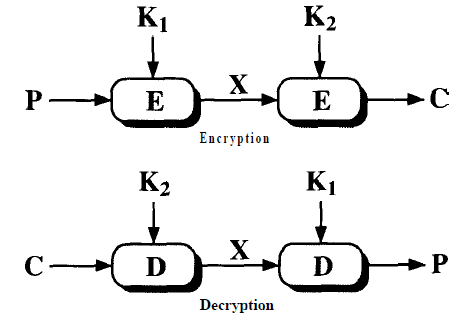 K₁ K₂
P E X E C
Encryption
K₂ K₁
C D X D P
Decryption